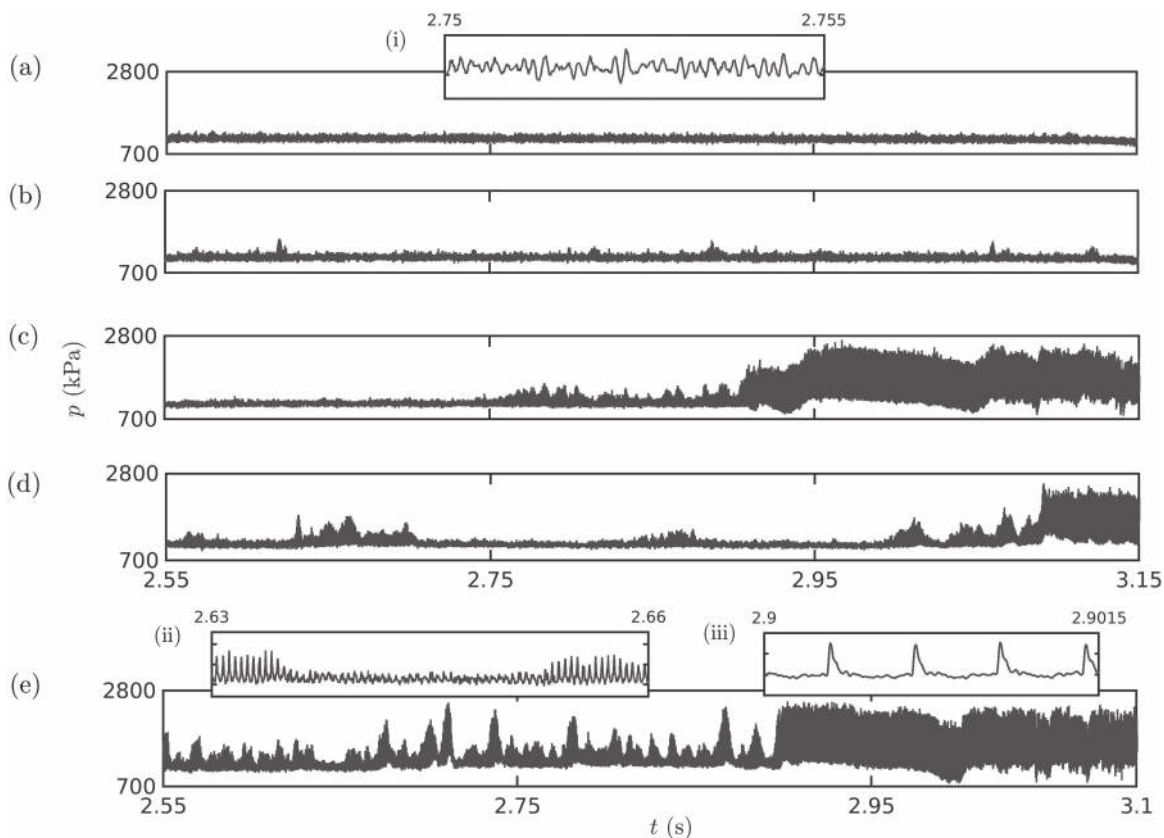 2.75 2.755
(i)
(a)
2800
700
(b)
2800
700
(c)
2800
700
p (kPa)
(d)
2800
700
2.55 2.75 2.95 3.15
2.63 2.66 2.9 2.9015
(ii) (iii)
(e)
2800
700
2.55 2.75 2.95 3.1
t (s)